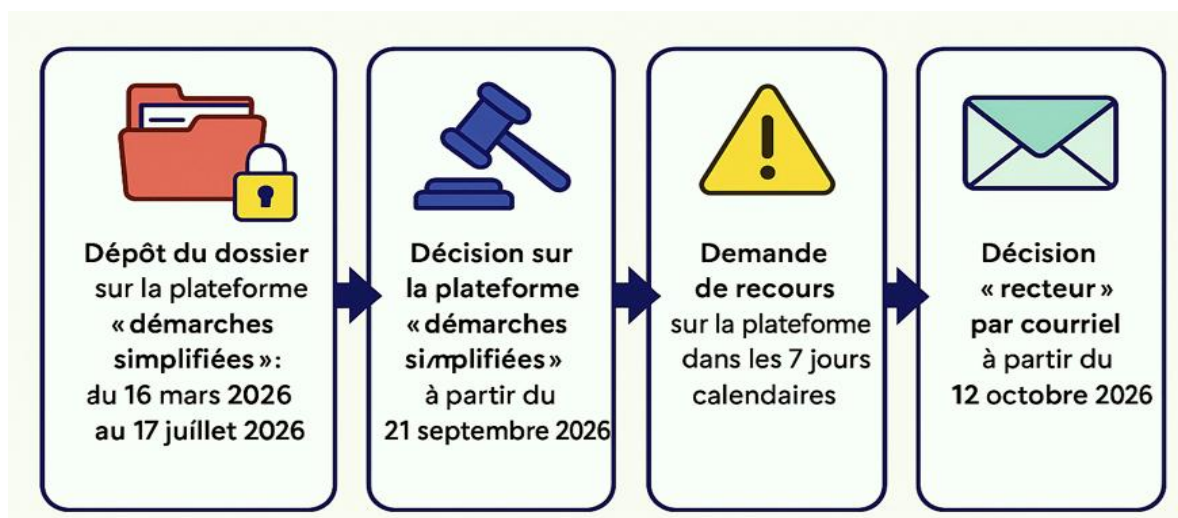 Dépôt du dossier
sur la plateforme
« démarches
simplifiées » :
du 16 mars 2026
au 17 juíllet 2026
Décision sur
la plateforme
« démarches
simplifiées »
à partir du
21 septembre 2026
Demande
de recours
sur la plateforme
dans les 7 jours
calendaires
Décision
« recteur »
par courriel
à partir du
12 octobre 2026